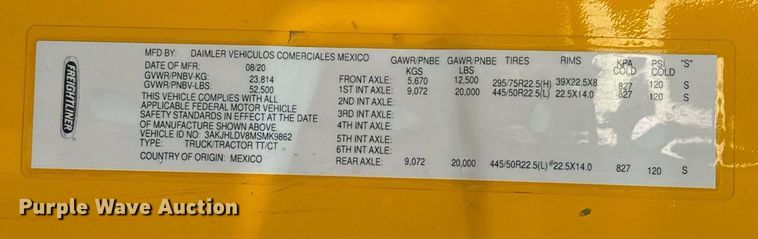 FREIGHTLINER
MFD BY: DAIMLER VEHICULOS COMERCIALES MEXICO
DATE OF MFR: 08/20
GVWR/PNBV-KG: 23,814
GVWR/PNBV-LBS: 52,500
THIS VEHICLE COMPLIES WITH ALL
APPLICABLE FEDERAL MOTOR VEHICLE
SAFETY STANDARDS IN EFFECT AT THE DATE
OF MANUFACTURE SHOWN ABOVE.
VEHICLE ID: 3AKJHLDV8MSMK9862
TYPE: TRUCK/TRACTOR TT/CT
COUNTRY OF ORIGIN: MEXICO
GAWR/PNBE KGS GAWR/PNBE LBS TIRES RIMS KPA COLD PSI COLD "S"
FRONT AXLE: 5,670 12,500 295/75R22.5(H) 39X22.5X8 827 120 S
1ST INT AXLE: 9,072 20,000 445/50R22.5(L) 22.5X14.0 827 120 S
2ND INT AXLE:
3RD INT AXLE:
4TH INT AXLE:
5TH INT AXLE:
6TH INT AXLE:
REAR AXLE: 9,072 20,000 445/50R22.5(L) 22.5X14.0 827 120 S
Purple Wave Auction